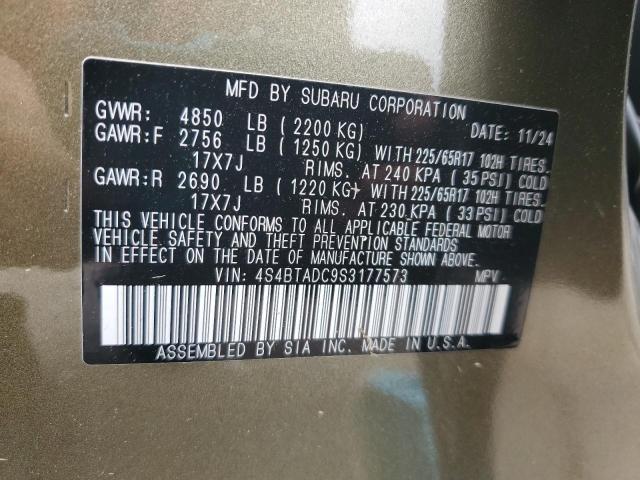 MFD BY SUBARU CORPORATION
GVWR: 4850 LB (2200 KG) DATE: 11/24
GAWR:F 2756 LB (1250 KG) WITH 225/65R17 102H TIRES,
17X7J RIMS, AT 240 KPA (35 PSI) COLD
GAWR:R 2690 LB (1220 KG) WITH 225/65R17 102H TIRES,
17X7J RIMS, AT 230 KPA (33 PSI) COLD
THIS VEHICLE CONFORMS TO ALL APPLICABLE FEDERAL MOTOR
VEHICLE SAFETY AND THEFT PREVENTION STANDARDS
IN EFFECT ON THE DATE OF MANUFACTURE SHOWN ABOVE.
VIN: 4S4BTADC9S3177573 MPV
ASSEMBLED BY SIA INC. MADE IN U.S.A.